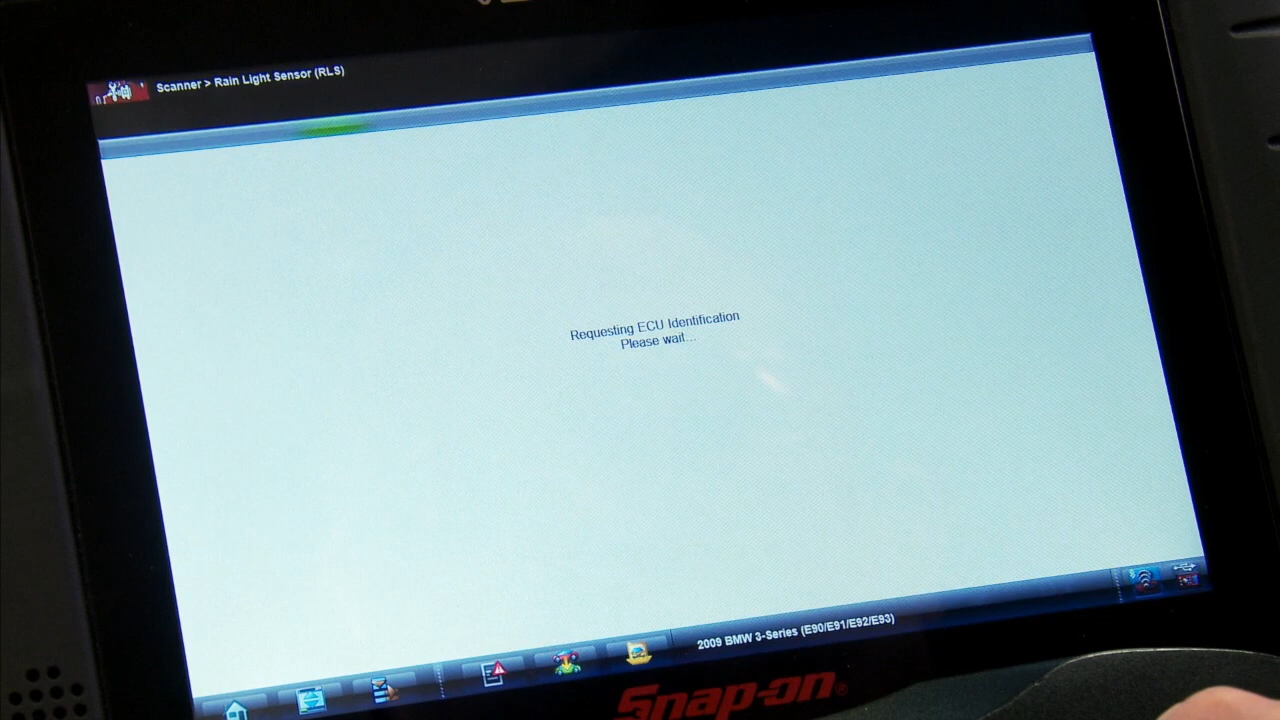 Scanner > Rain Light Sensor (RLS)
Requesting ECU Identification
Please wait...
2009 BMW 3-Series (E90/E91/E92/E93)
Snap-on®